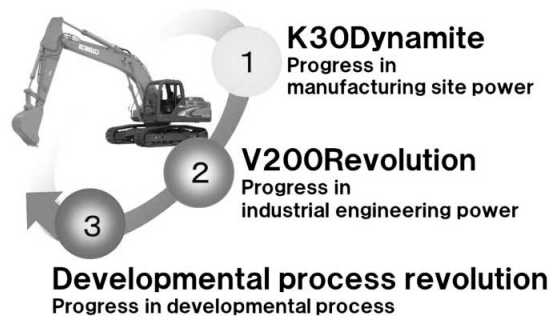 KOBELCO
1
K30Dynamite
Progress in
manufacturing site power
2
V200Revolution
Progress in
industrial engineering power
3
Developmental process revolution
Progress in developmental process